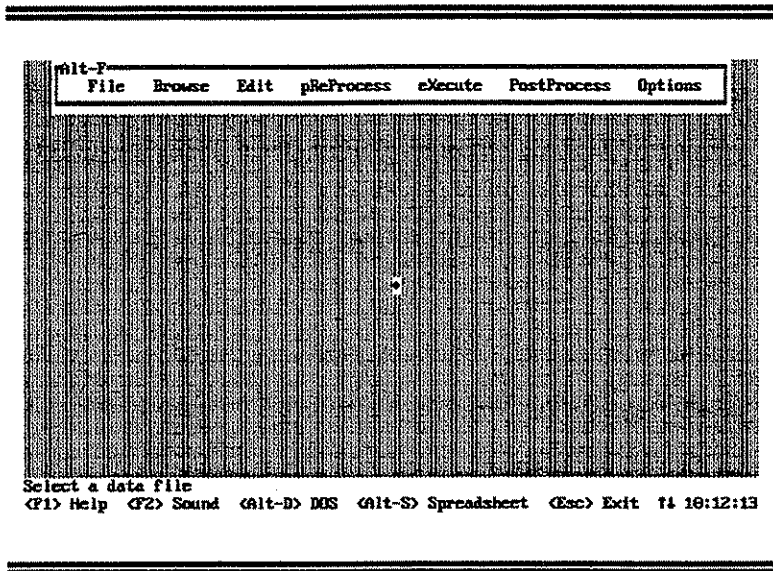 Alt-F
File Browse Edit pReProcess eXecute PostProcess Options
Select a data file
<F1> Help <F2> Sound <Alt-D> DOS <Alt-S> Spreadsheet <Esc> Exit ↑↓ 10:12:13